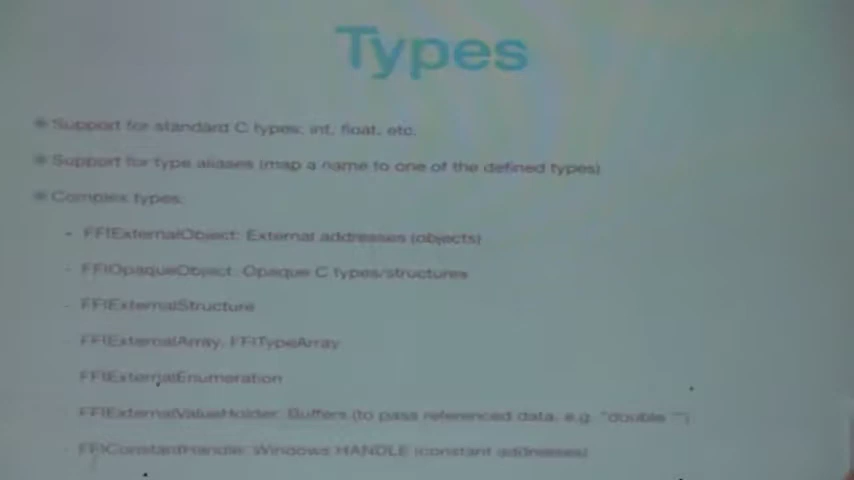 Types
Support for standard C types: int, float, etc.
Support for type aliases (map a name to one of the defined types)
Complex types:
- FFIExternalObject: External addresses (objects)
- FFIOpaqueObject: Opaque C types/structures
- FFIExternalStructure
- FFIExternalArray, FFITypeArray
FFIExternalEnumeration
FFIExternalValueHolder: Buffers (to pass referenced data, e.g. "double *")
- FFIConstantHandle: Windows HANDLE (constant addresses)